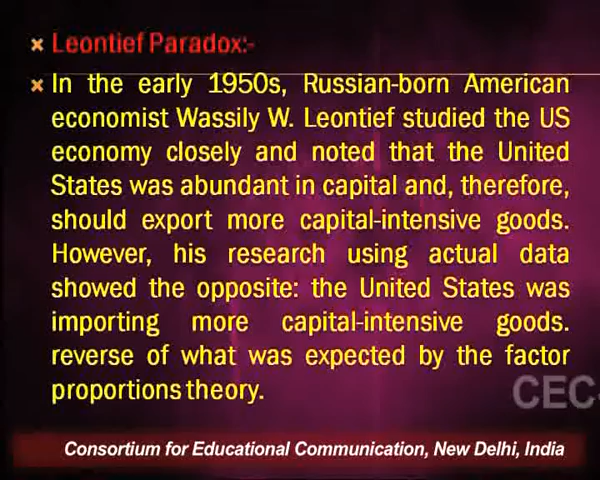 × Leontief Paradox:-
× In the early 1950s, Russian-born American
economist Wassily W. Leontief studied the US
economy closely and noted that the United
States was abundant in capital and, therefore,
should export more capital-intensive goods.
However, his research using actual data
showed the opposite: the United States was
importing more capital-intensive goods.
reverse of what was expected by the factor
proportions theory.
CEC-
Consortium for Educational Communication, New Delhi, India